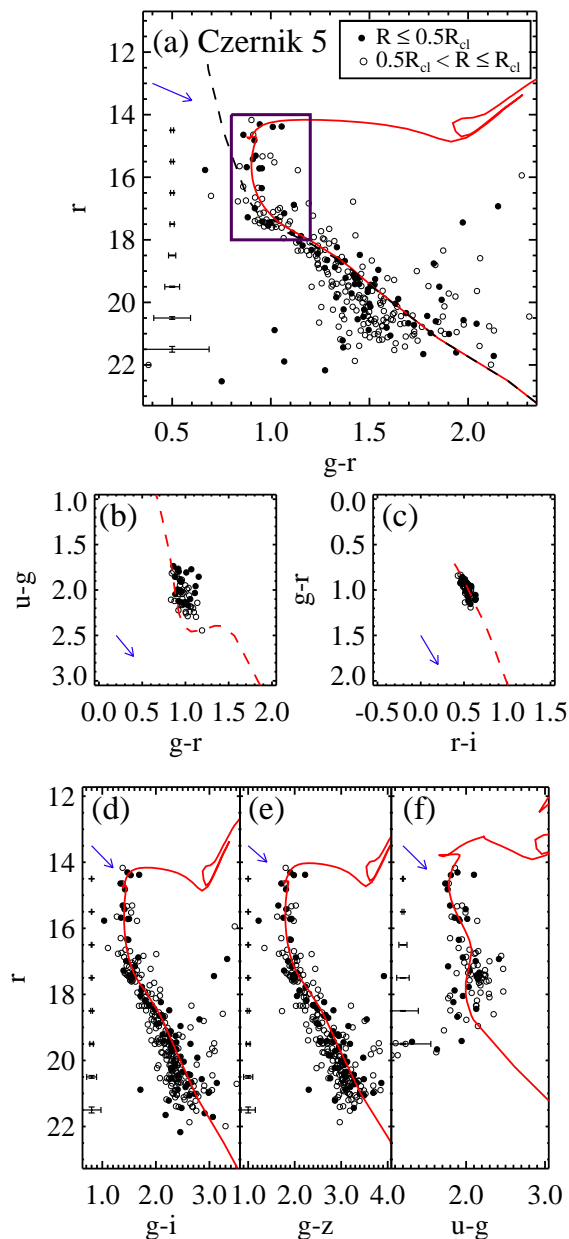 (a) Czernik 5
R ≤ 0.5Rcl
0.5Rcl < R ≤ Rcl
12
14
16
18
20
22
r
0.5 1.0 1.5 2.0
g-r
(b)
1.0
1.5
2.0
2.5
3.0
u-g
0.0 0.5 1.0 1.5 2.0
g-r
(c)
0.0
0.5
1.0
1.5
2.0
g-r
-0.5 0.0 0.5 1.0 1.5
r-i
(d) (e) (f)
12
14
16
18
20
22
r
1.0 2.0 3.0 1.0 2.0 3.0 4.0 2.0 3.0
g-i g-z u-g